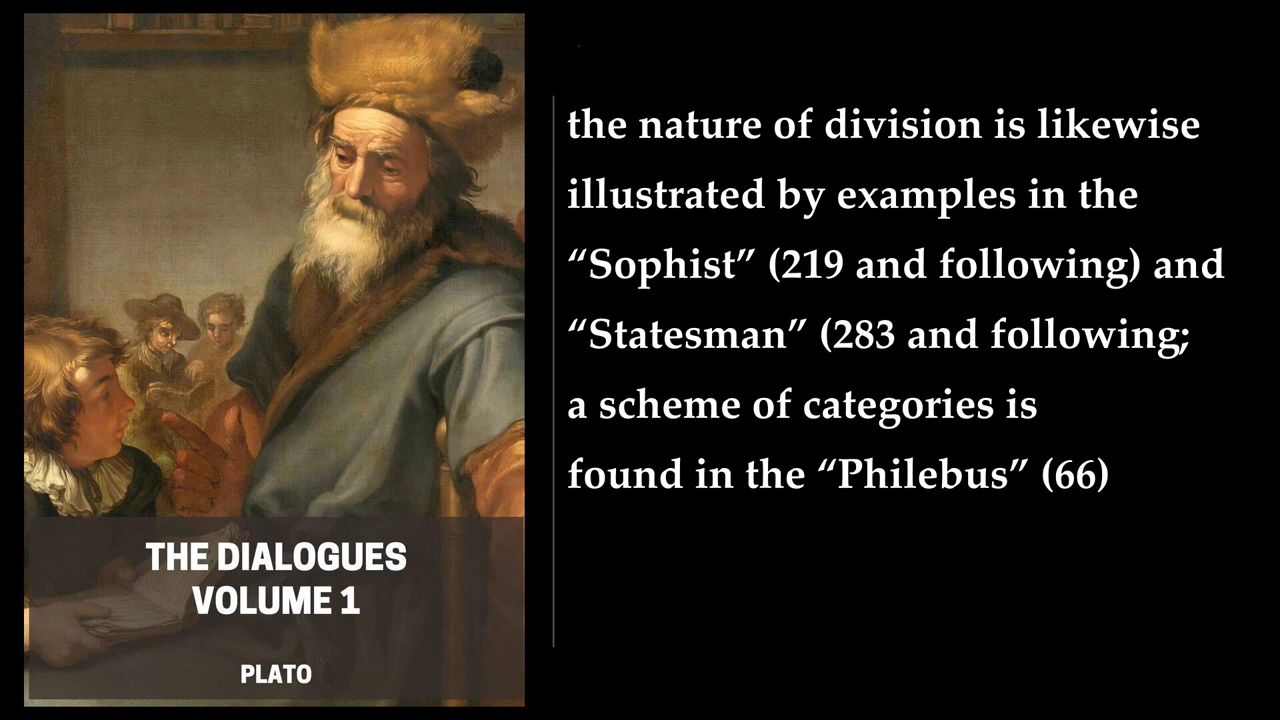 the nature of division is likewise
illustrated by examples in the
“Sophist” (219 and following) and
“Statesman” (283 and following;
a scheme of categories is
found in the “Philebus” (66)
THE DIALOGUES
VOLUME 1
PLATO